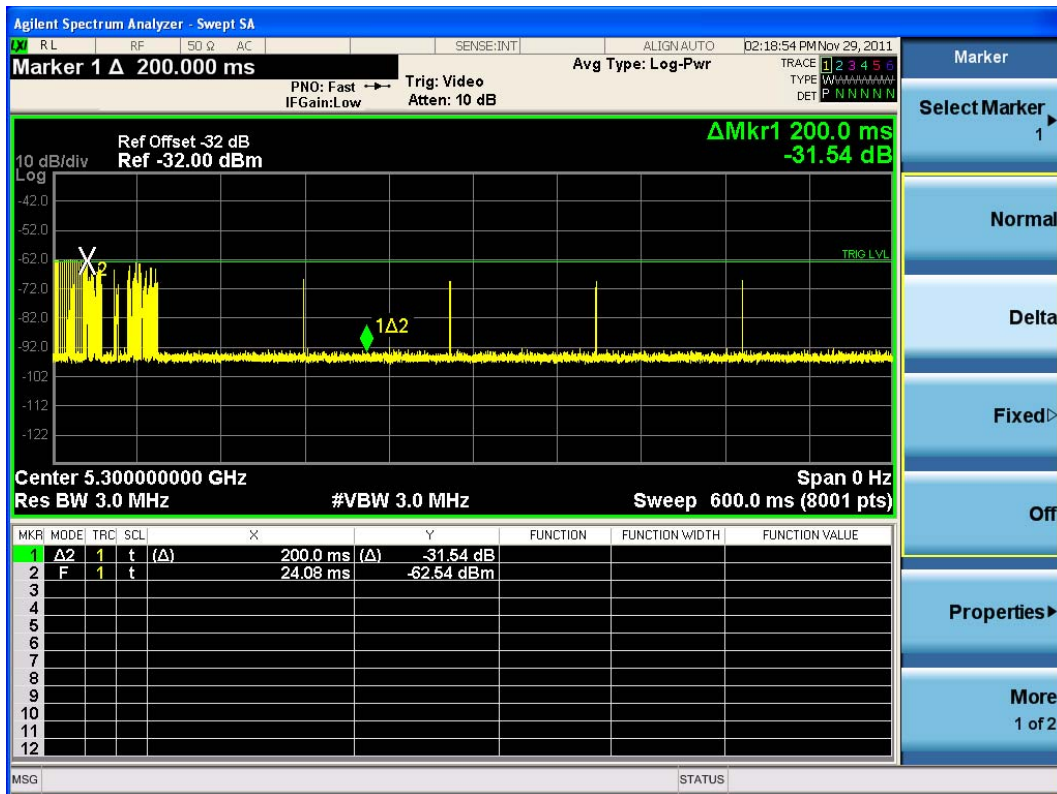 Agilent Spectrum Analyzer - Swept SA
LXI RL RF 50 Ω AC SENSE:INT ALIGN AUTO 02:18:54 PM Nov 29, 2011
Marker 1 Δ 200.000 ms
PNO: Fast
IFGain:Low
Trig: Video
Atten: 10 dB
Avg Type: Log-Pwr
TRACE 1 2 3 4 5 6
TYPE WWWWWW
DET P N N N N N
ΔMkr1 200.0 ms
-31.54 dB
Ref Offset -32 dB
10 dB/div Ref -32.00 dBm
Log
-42.0
-52.0
-62.0
-72.0
-82.0
-92.0
-102
-112
-122
TRIG LVL
2
1Δ2
Center 5.300000000 GHz Span 0 Hz
Res BW 3.0 MHz #VBW 3.0 MHz Sweep 600.0 ms (8001 pts)
MKR MODE TRC SCL X Y FUNCTION FUNCTION WIDTH FUNCTION VALUE
1 Δ2 1 t (Δ) 200.0 ms (Δ) -31.54 dB
2 F 1 t 24.08 ms -62.54 dBm
3
4
5
6
7
8
9
10
11
12
MSG STATUS
Marker
Select Marker
1
Normal
Delta
Fixed
Off
Properties
More
1 of 2